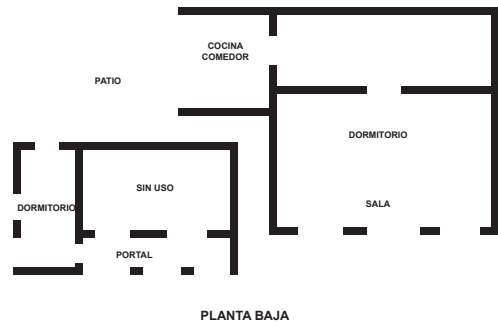 COCINA
COMEDOR
PATIO
DORMITORIO
SIN USO
SALA
DORMITORIO
PORTAL
PLANTA BAJA